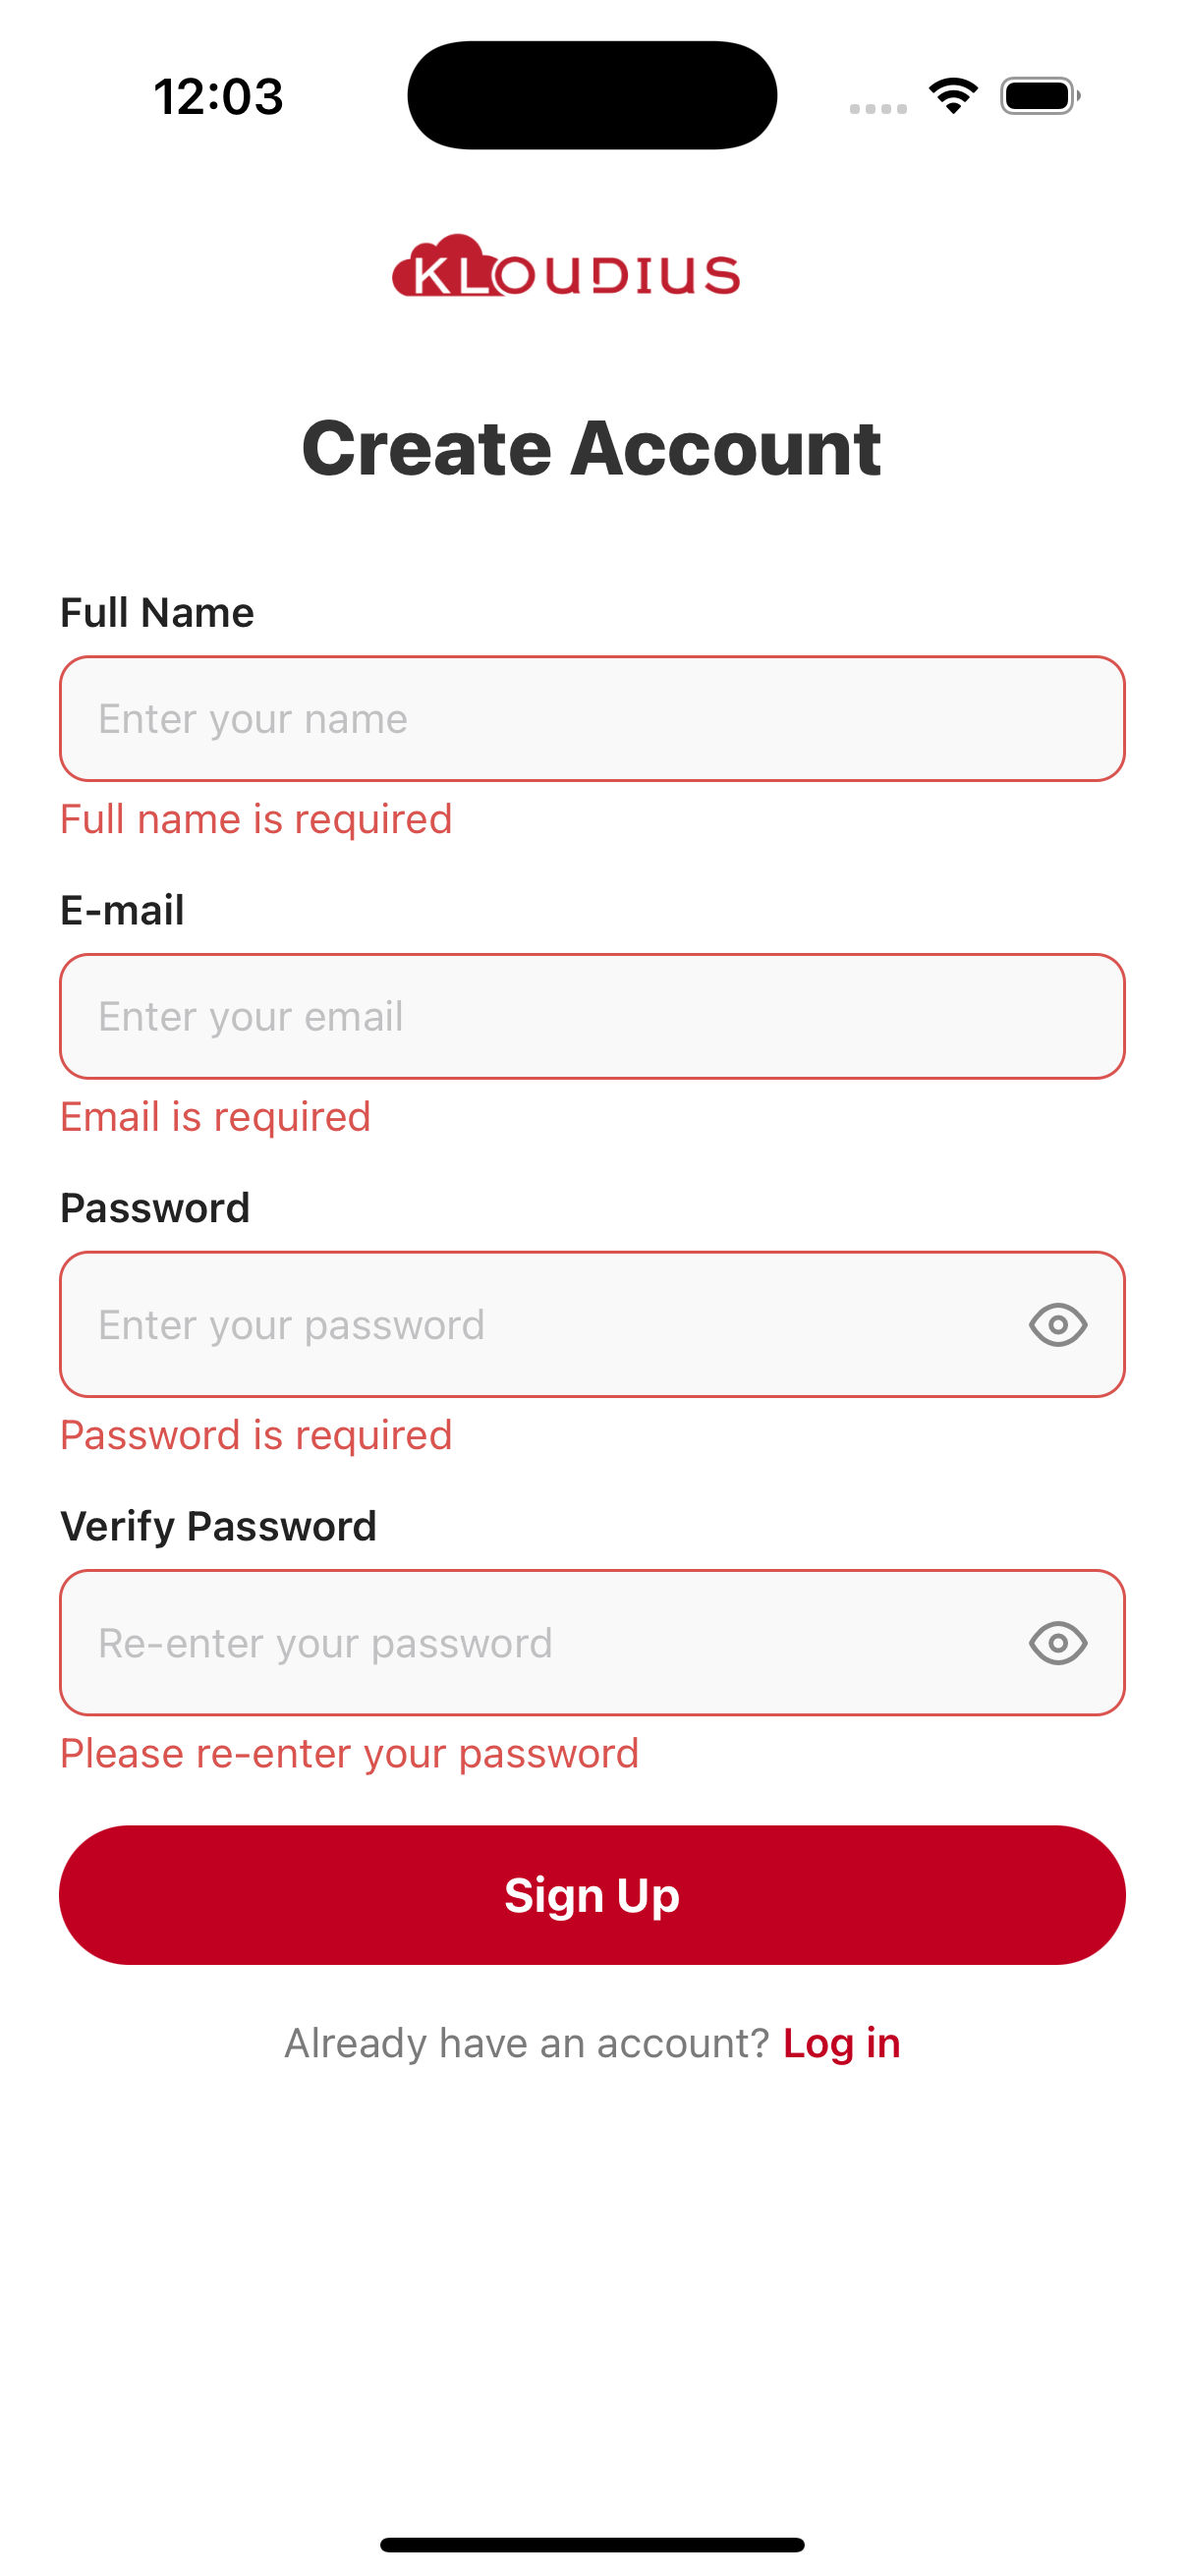 12:03
KLOUDIUS
Create Account
Full Name
Enter your name
Full name is required
E-mail
Enter your email
Email is required
Password
Enter your password
Password is required
Verify Password
Re-enter your password
Please re-enter your password
Sign Up
Already have an account? Log in